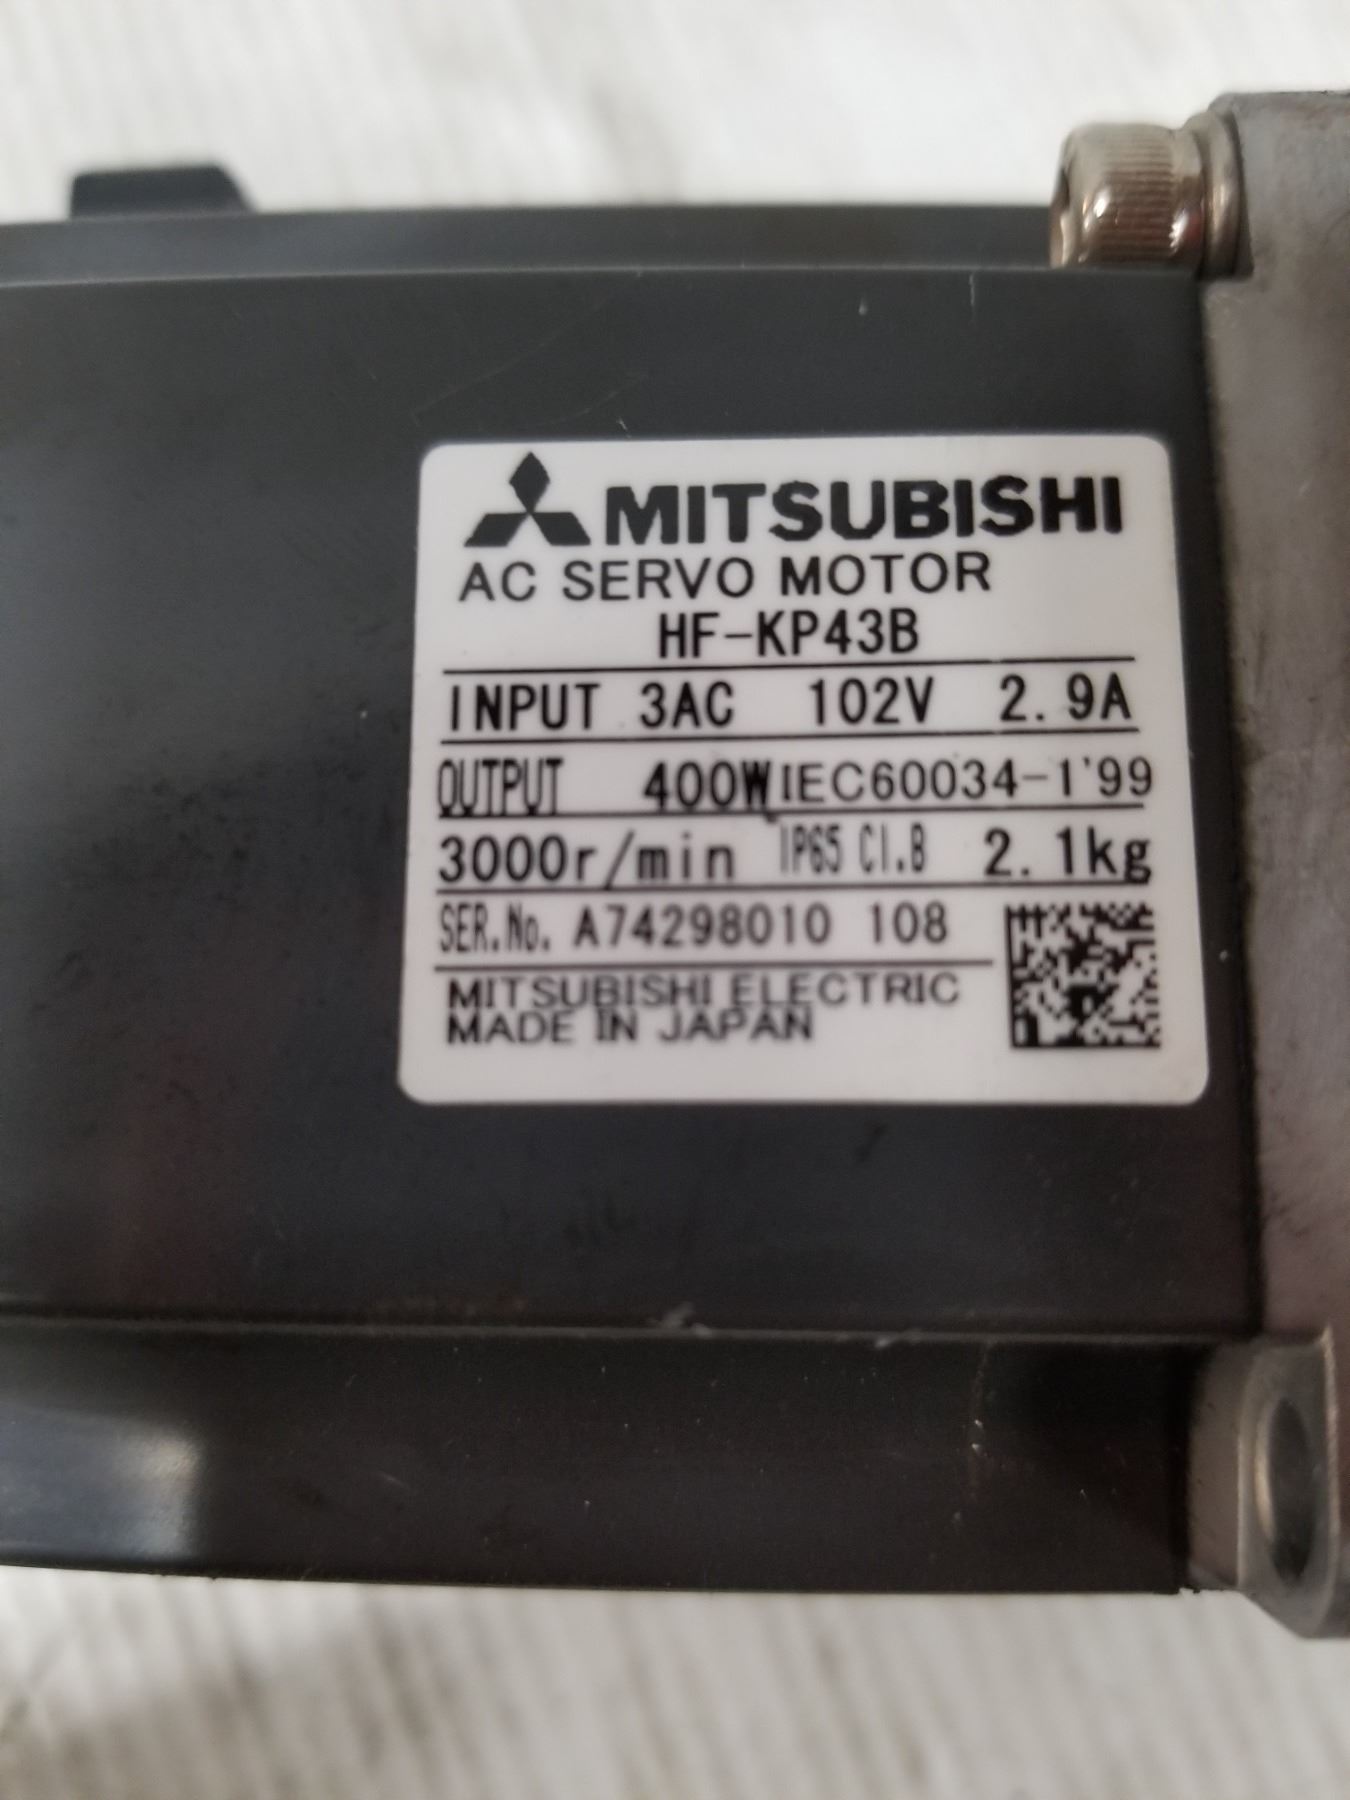 MITSUBISHI
AC SERVO MOTOR
HF-KP43B
INPUT 3AC 102V 2.9A
OUTPUT 400W IEC60034-1'99
3000r/min IP65 Cl.B 2.1kg
SER.No. A74298010 108
MITSUBISHI ELECTRIC
MADE IN JAPAN